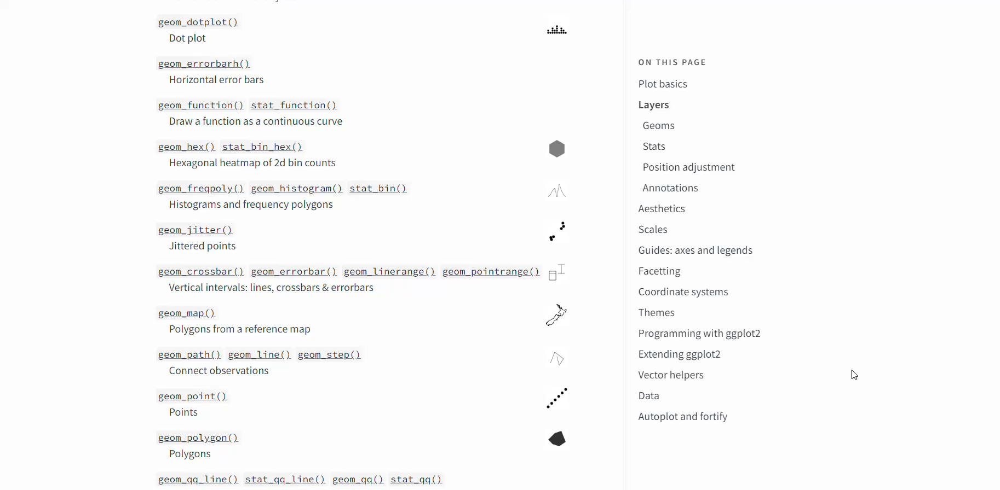 geom_dotplot()
Dot plot
geom_errorbarh()
Horizontal error bars
geom_function() stat_function()
Draw a function as a continuous curve
geom_hex() stat_bin_hex()
Hexagonal heatmap of 2d bin counts
geom_freqpoly() geom_histogram() stat_bin()
Histograms and frequency polygons
geom_jitter()
Jittered points
geom_crossbar() geom_errorbar() geom_linerange() geom_pointrange()
Vertical intervals: lines, crossbars & errorbars
geom_map()
Polygons from a reference map
geom_path() geom_line() geom_step()
Connect observations
geom_point()
Points
geom_polygon()
Polygons
geom_qq_line() stat_qq_line() geom_qq() stat_qq()
ON THIS PAGE
Plot basics
Layers
Geoms
Stats
Position adjustment
Annotations
Aesthetics
Scales
Guides: axes and legends
Facetting
Coordinate systems
Themes
Programming with ggplot2
Extending ggplot2
Vector helpers
Data
Autoplot and fortify